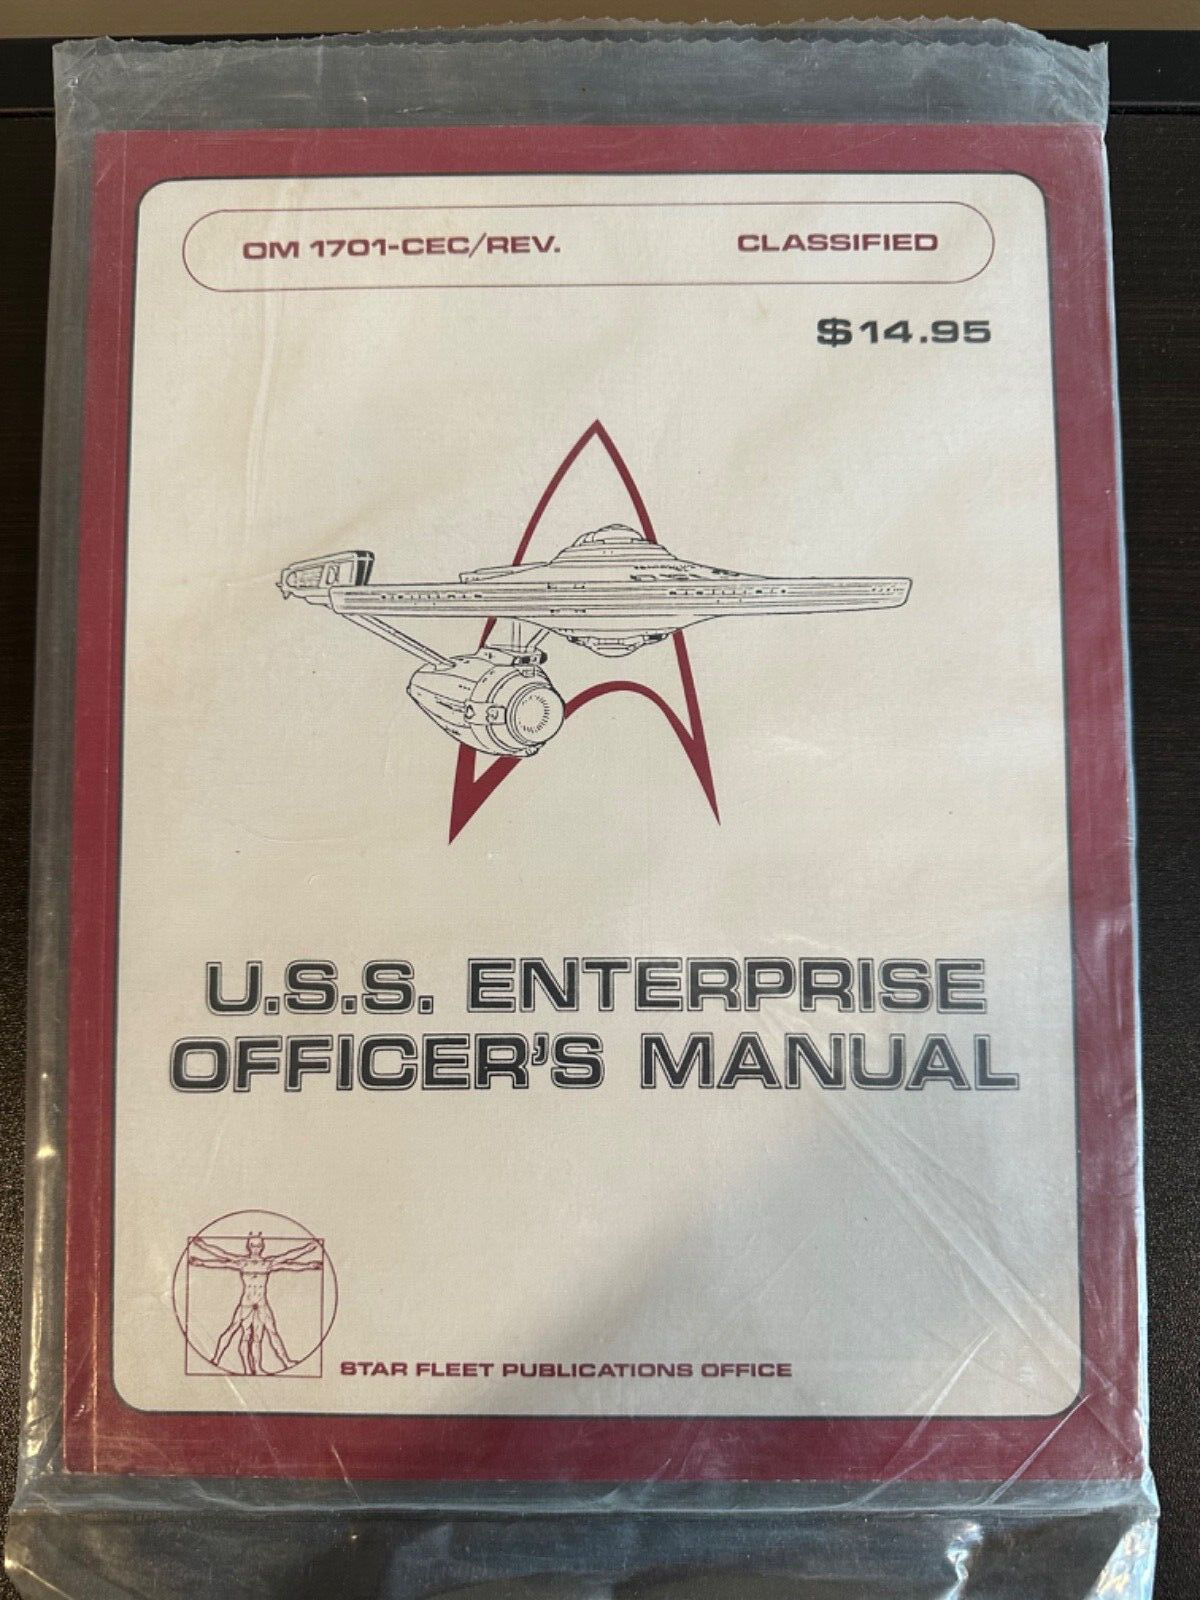 OM 1701-CEC/REV. CLASSIFIED
$14.95
U.S.S. ENTERPRISE
OFFICER'S MANUAL
STAR FLEET PUBLICATIONS OFFICE